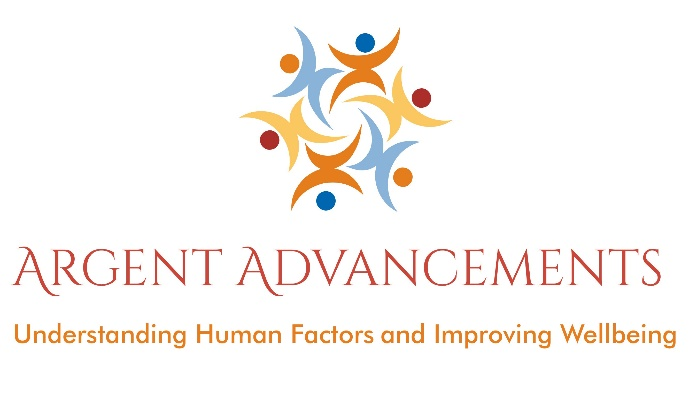 Argent Advancements
Understanding Human Factors and Improving Wellbeing